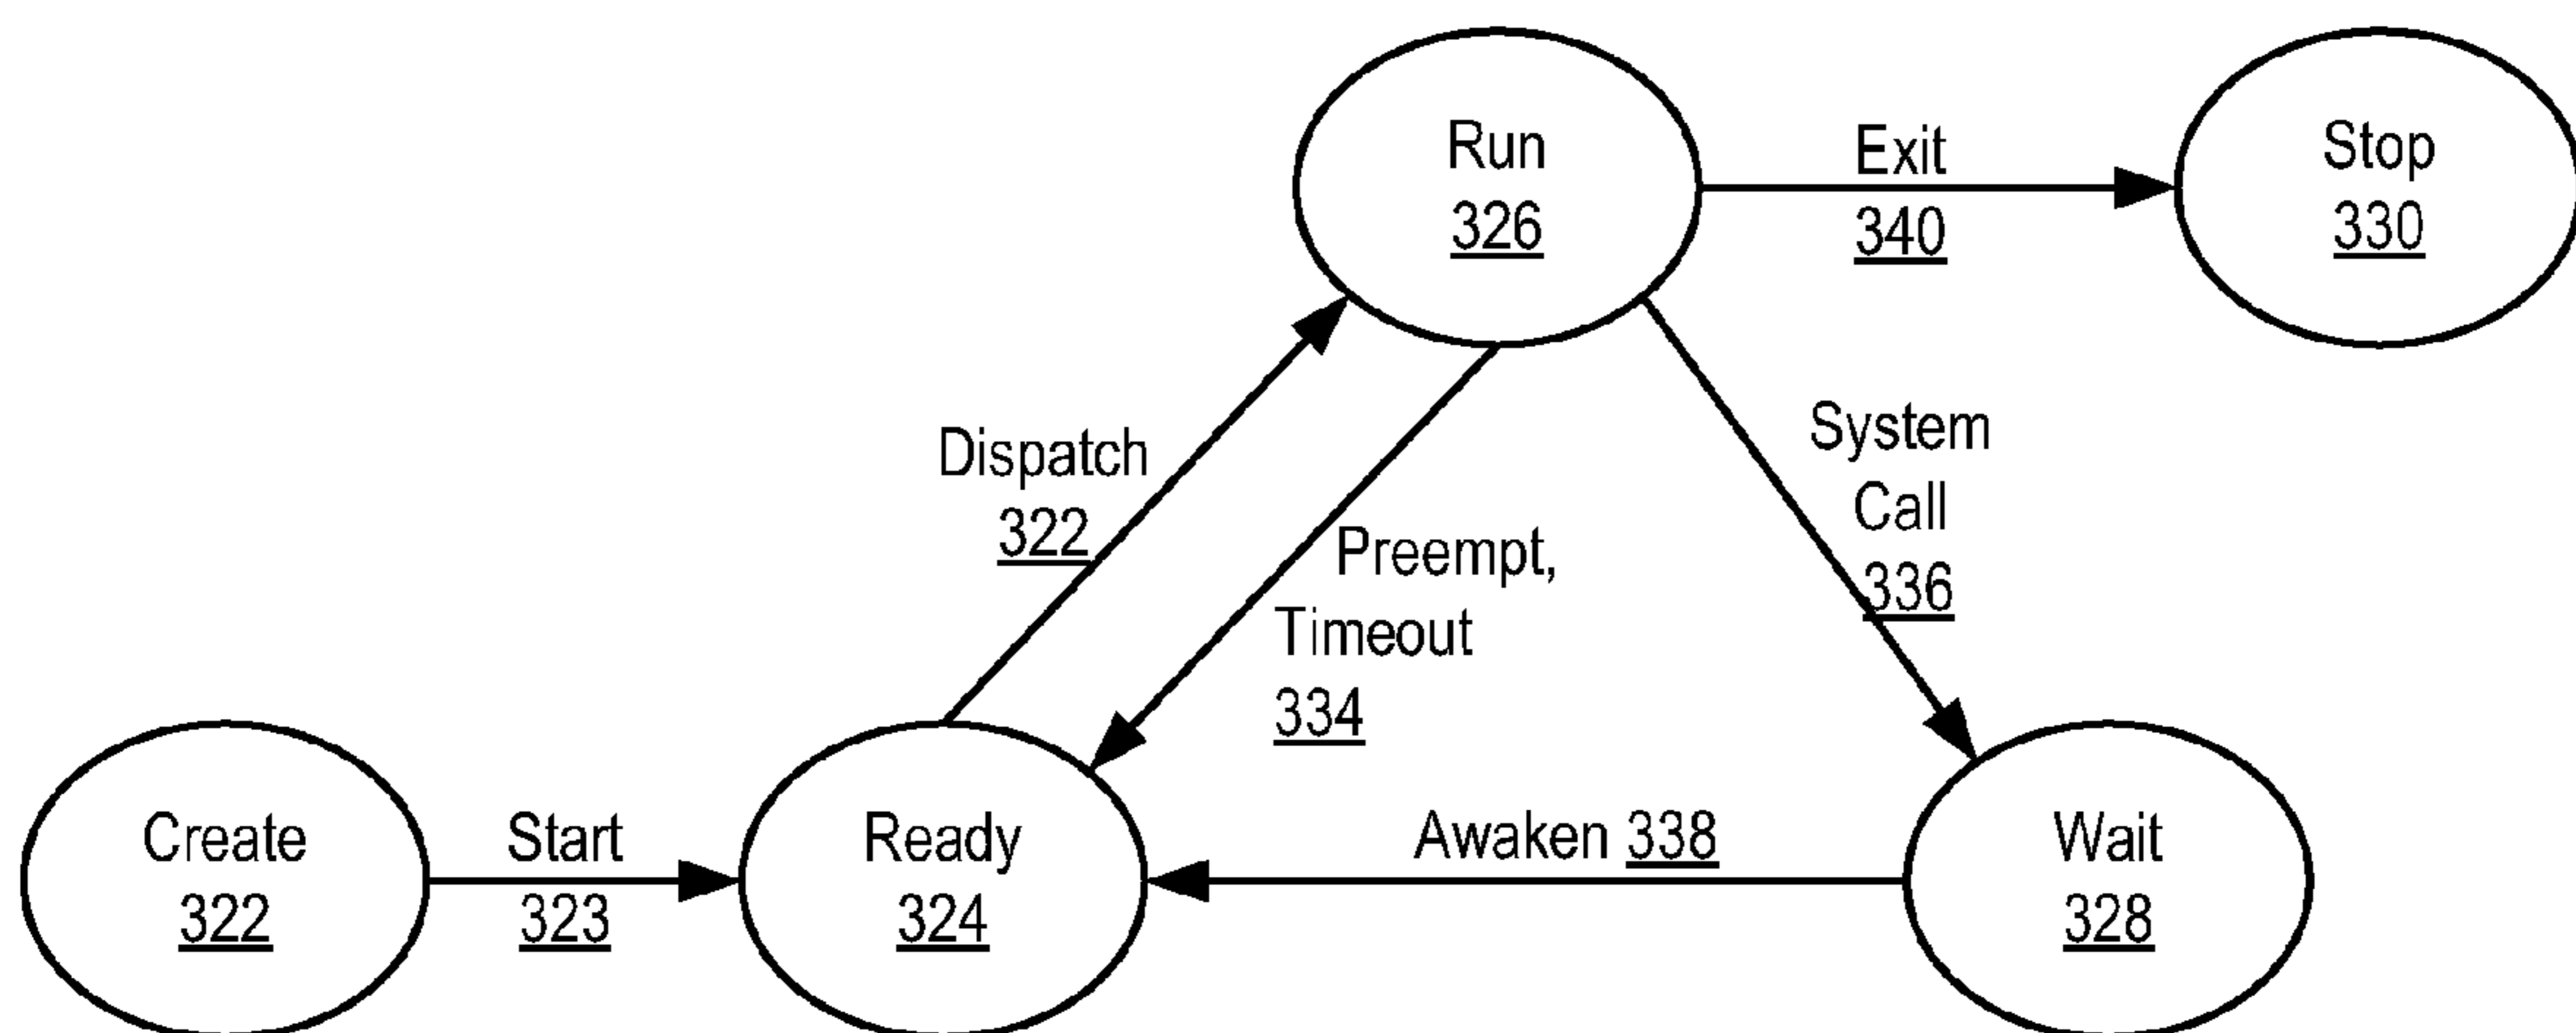 Run
326
Exit
340
Stop
330
Dispatch
322
Preempt,
Timeout
334
System
Call
336
Create
322
Start
323
Ready
324
Awaken 338
Wait
328